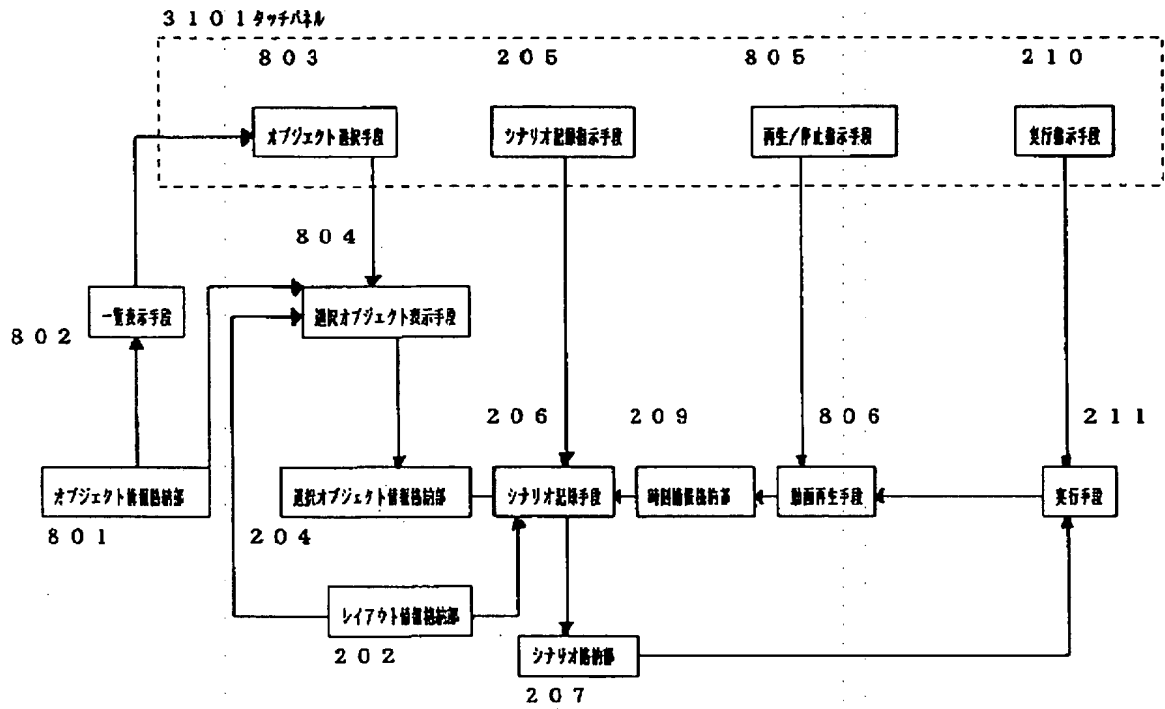 3101タッチパネル
803
205
805
210
オブジェクト選択手段
シナリオ記録指示手段
再生/停止指示手段
実行指示手段
804
一覧表示手段
選択オブジェクト表示手段
802
206
209
806
211
オブジェクト情報格納部
選択オブジェクト情報格納部
シナリオ記録手段
時刻情報格納部
動画再生手段
実行手段
801
204
レイアウト情報格納部
202
シナリオ格納部
207